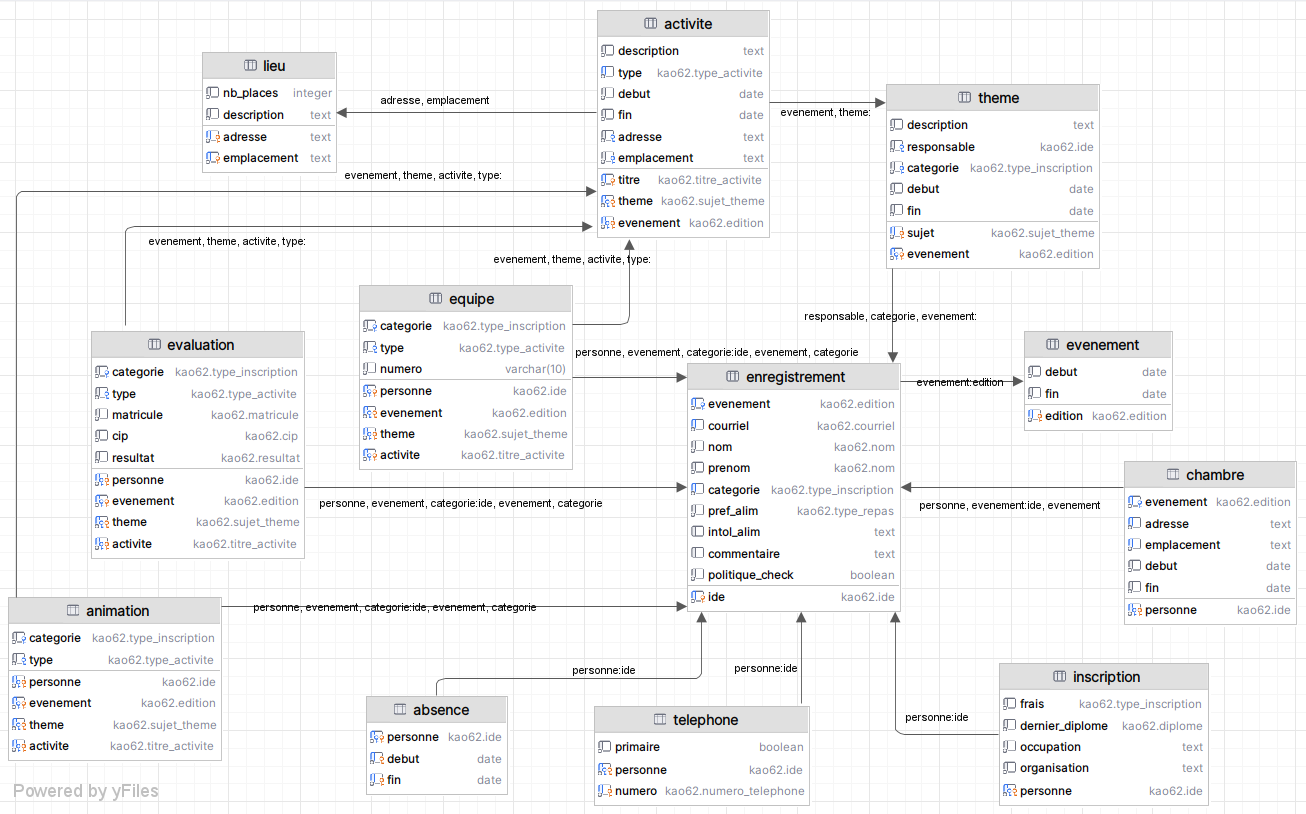 activite
description text
type kao62.type_activite
debut date
fin date
adresse text
emplacement text
titre kao62.titre_activite
theme kao62.sujet_theme
evenement kao62.edition
lieu
nb_places integer
description text
adresse text
emplacement text
adresse, emplacement
evenement, theme:
theme
description text
responsable kao62.ide
categorie kao62.type_inscription
debut date
fin date
sujet kao62.sujet_theme
evenement kao62.edition
evenement, theme, activite, type:
evenement, theme, activite, type:
evenement, theme, activite, type:
equipe
categorie kao62.type_inscription
type kao62.type_activite
numero varchar(10)
personne kao62.ide
evenement kao62.edition
theme kao62.sujet_theme
activite kao62.titre_activite
responsable, categorie, evenement:
personne, evenement, categorie:ide, evenement, categorie
evaluation
categorie kao62.type_inscription
type kao62.type_activite
matricule kao62.matricule
cip kao62.cip
resultat kao62.resultat
personne kao62.ide
evenement kao62.edition
theme kao62.sujet_theme
activite kao62.titre_activite
enregistrement
evenement kao62.edition
courriel kao62.courriel
nom kao62.nom
prenom kao62.nom
categorie kao62.type_inscription
pref_alim kao62.type_repas
intol_alim text
commentaire text
politique_check boolean
ide kao62.ide
evenement:edition
evenement
debut date
fin date
edition kao62.edition
personne, evenement, categorie:ide, evenement, categorie
personne, evenement:ide, evenement
chambre
evenement kao62.edition
adresse text
emplacement text
debut date
fin date
personne kao62.ide
animation
categorie kao62.type_inscription
type kao62.type_activite
personne kao62.ide
evenement kao62.edition
theme kao62.sujet_theme
activite kao62.titre_activite
personne, evenement, categorie:ide, evenement, categorie
personne:ide
personne:ide
personne:ide
absence
personne kao62.ide
debut date
fin date
telephone
primaire boolean
personne kao62.ide
numero kao62.numero_telephone
inscription
frais kao62.type_inscription
dernier_diplome kao62.diplome
occupation text
organisation text
personne kao62.ide
Powered by yFiles